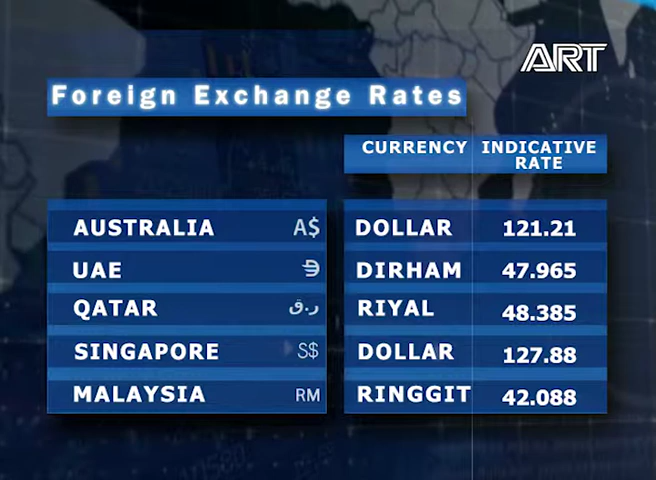 ART
Foreign Exchange Rates
CURRENCY INDICATIVE RATE
AUSTRALIA A$ DOLLAR 121.21
UAE DIRHAM 47.965
QATAR ر.ق RIYAL 48.385
SINGAPORE S$ DOLLAR 127.88
MALAYSIA RM RINGGIT 42.088